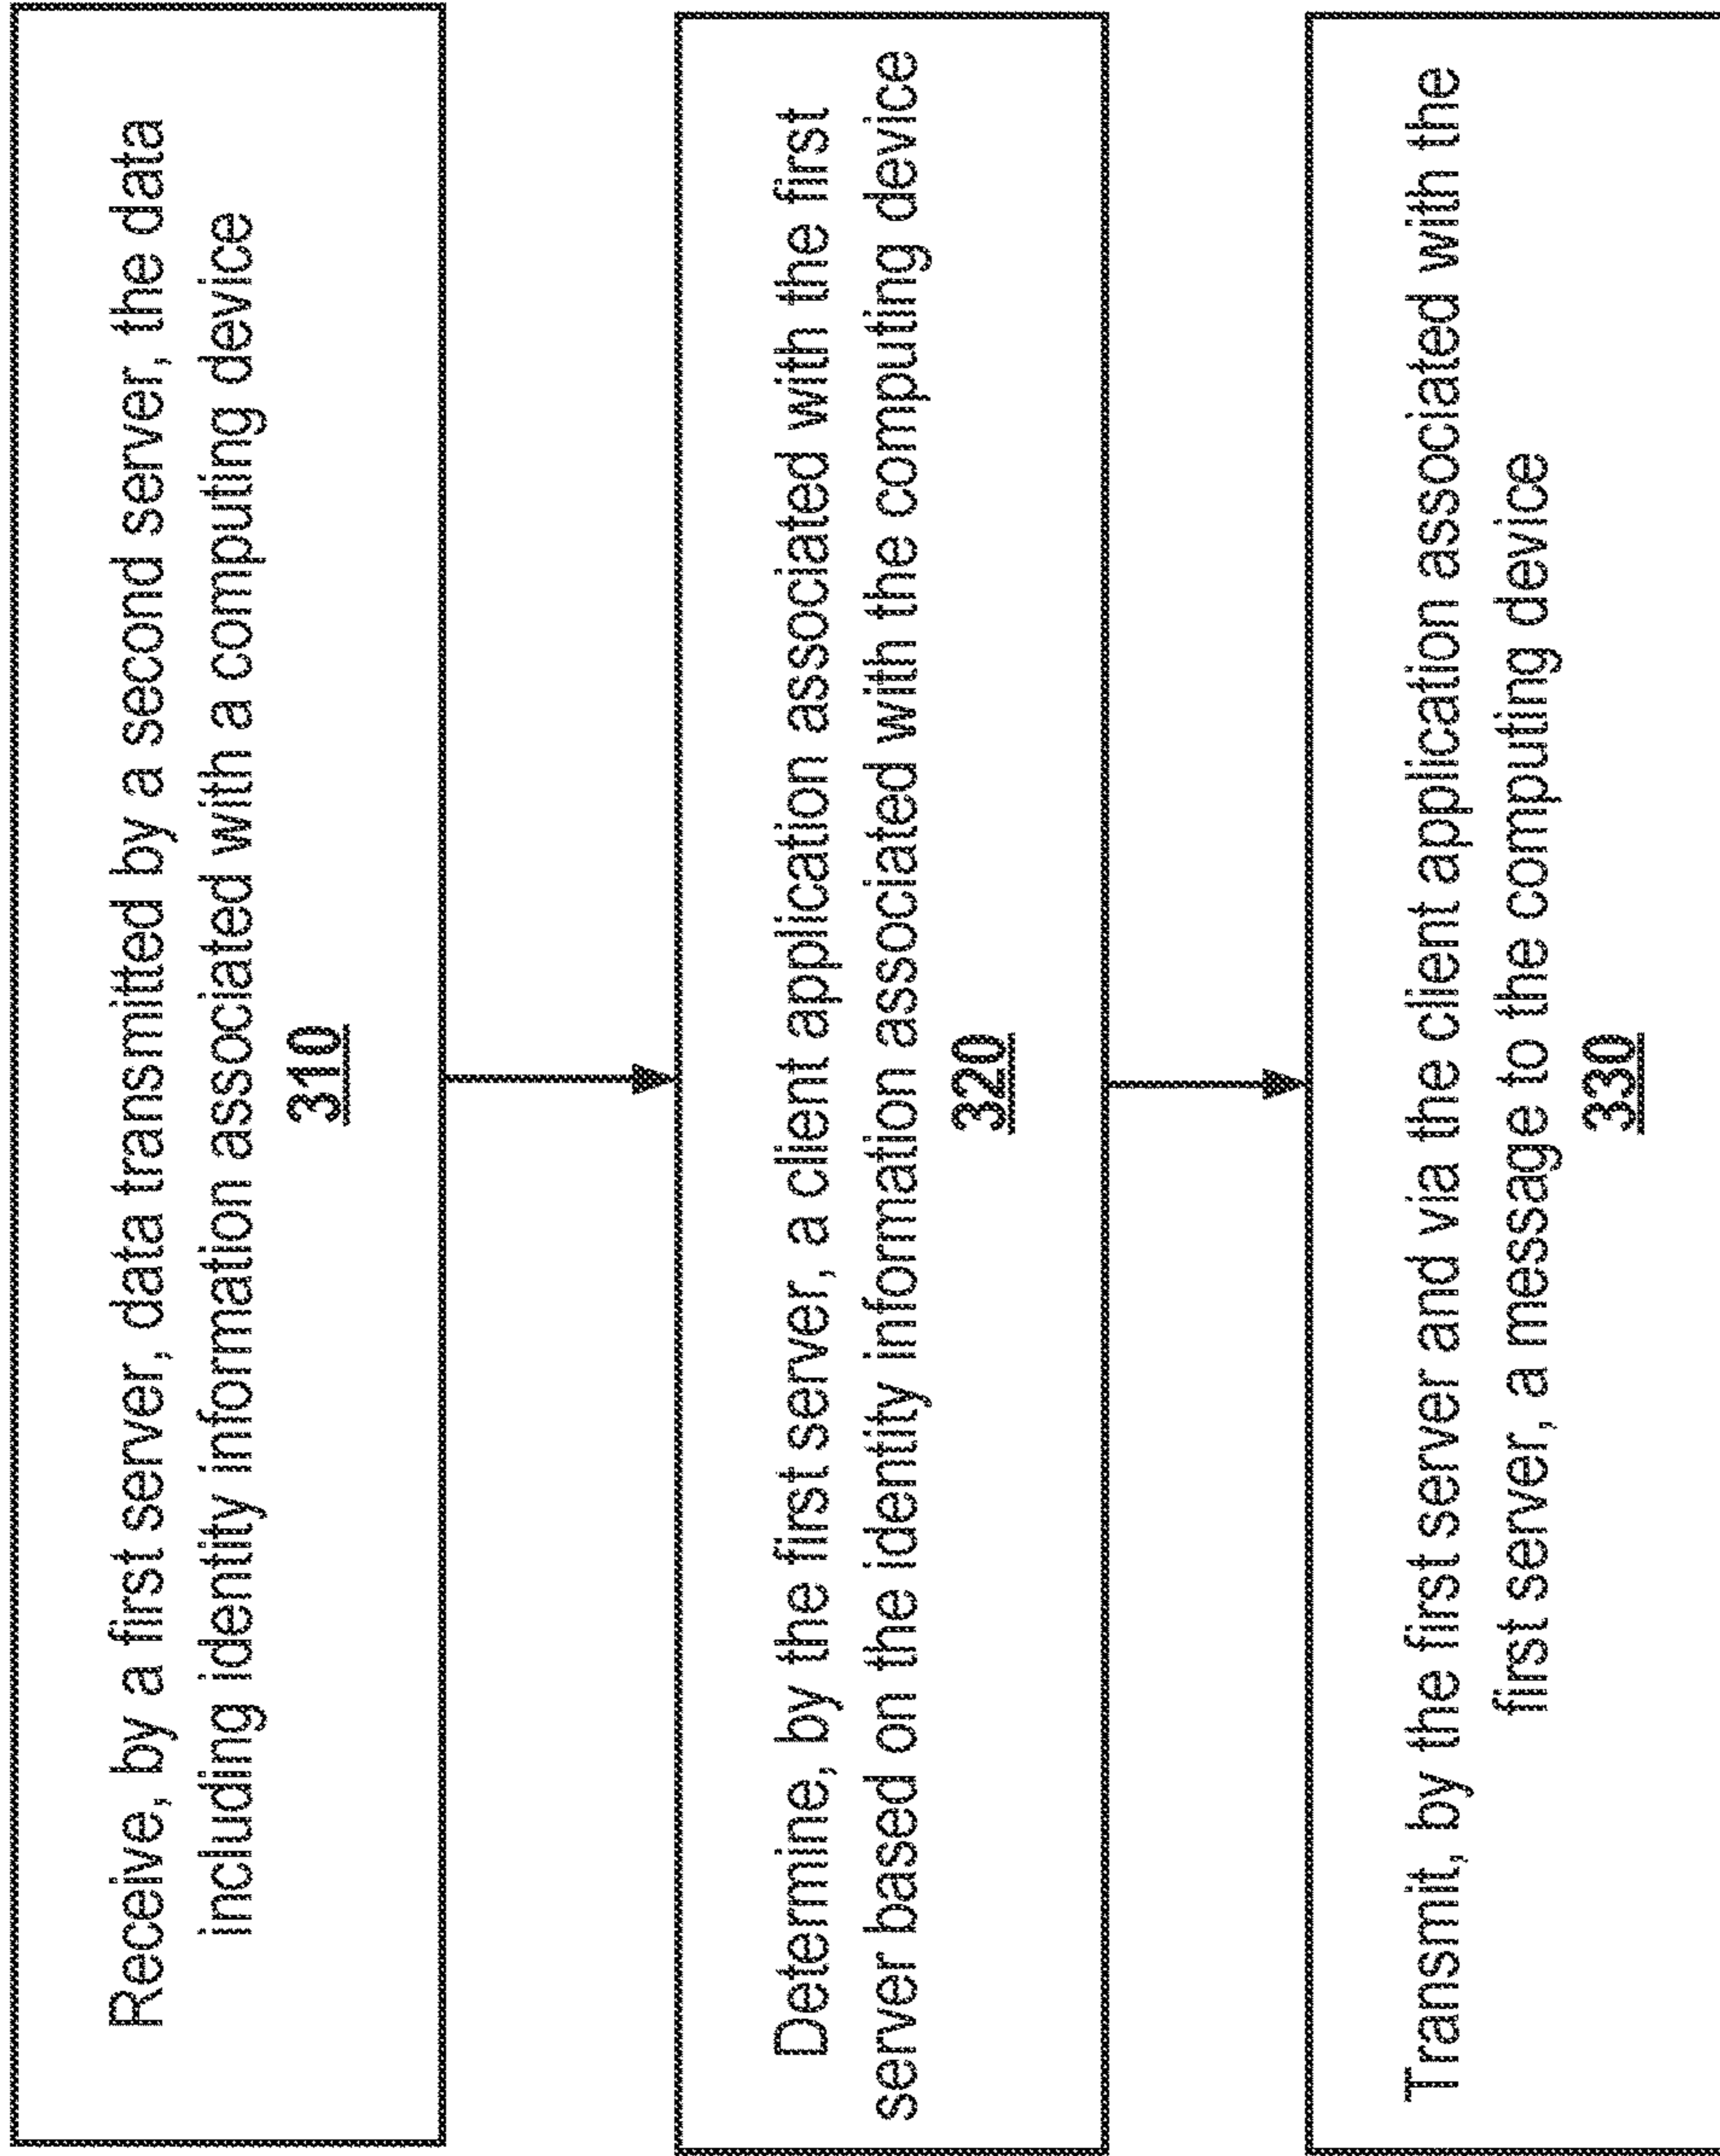 Receive, by a first server, data transmitted by a second server, the data
including identity information associated with a computing device
310
Determine, by the first server, a client application associated with the first
server based on the identity information associated with the computing device
320
Transmit, by the first server and via the client application associated with the
first server, a message to the computing device
330